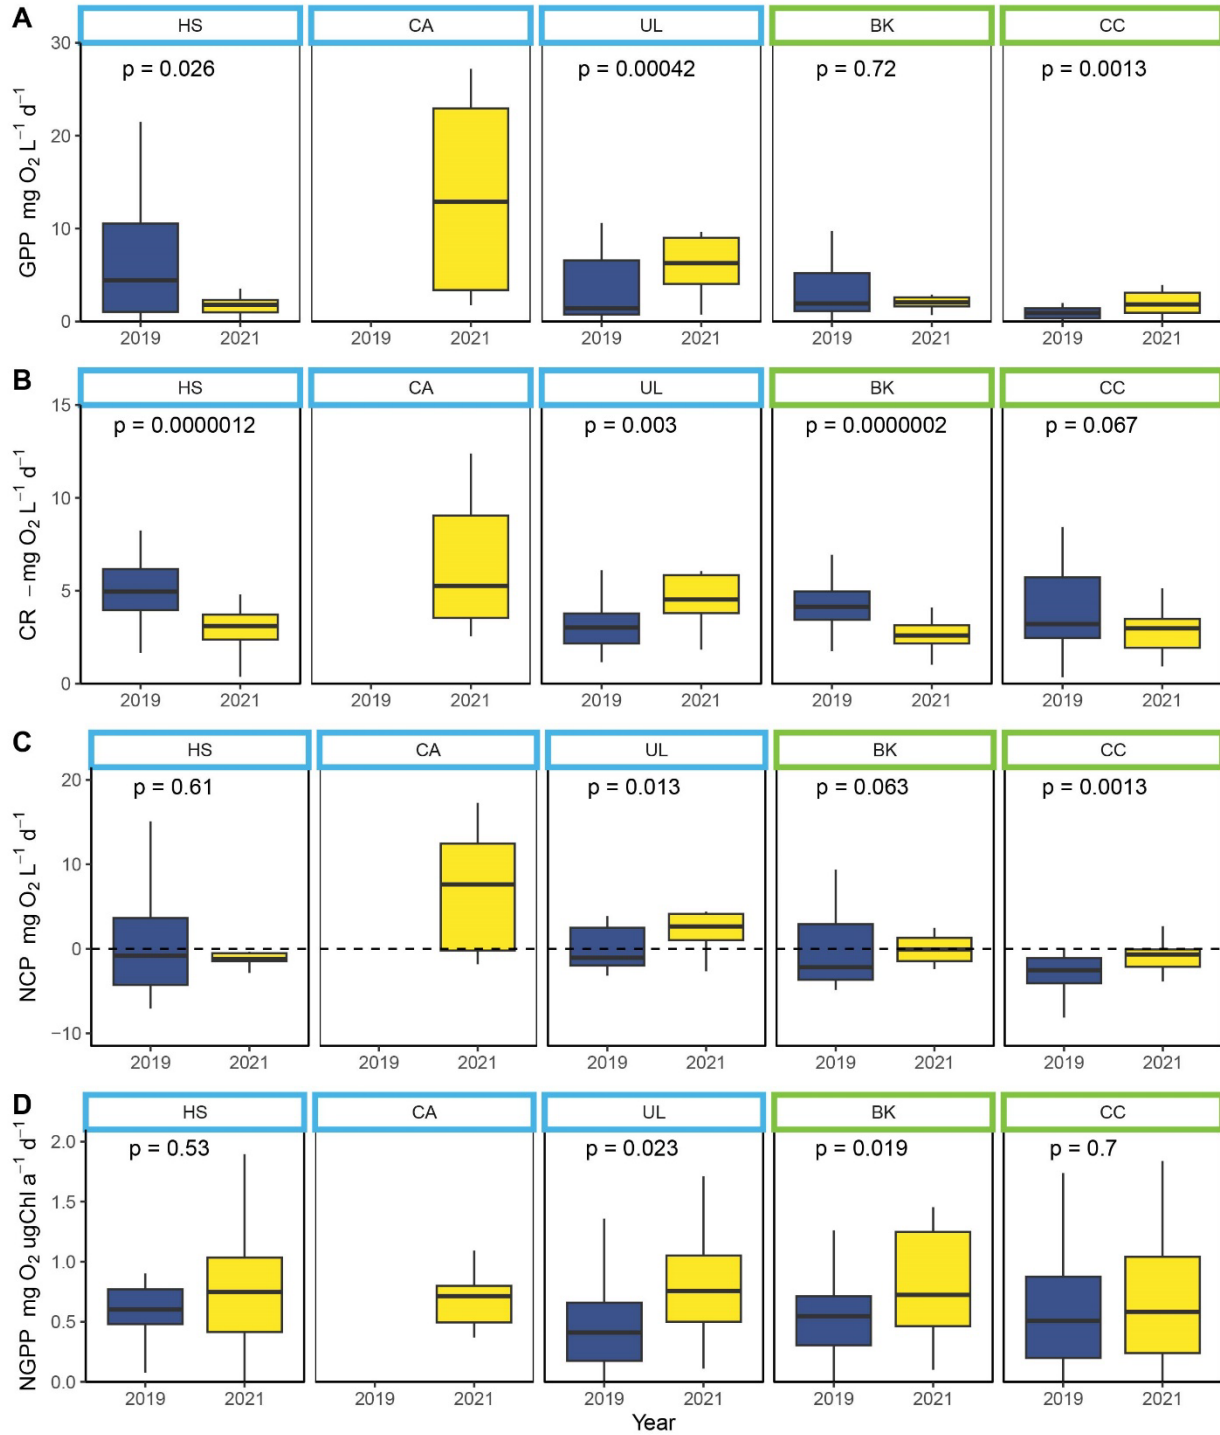 A
HS CA UL BK CC
p = 0.026 p = 0.00042 p = 0.72 p = 0.0013
GPP mg O₂ L⁻¹ d⁻¹
30
20
10
0
2019 2021 2019 2021 2019 2021 2019 2021 2019 2021
B
HS CA UL BK CC
p = 0.0000012 p = 0.003 p = 0.0000002 p = 0.067
CR −mg O₂ L⁻¹ d⁻¹
15
10
5
0
2019 2021 2019 2021 2019 2021 2019 2021 2019 2021
C
HS CA UL BK CC
p = 0.61 p = 0.013 p = 0.063 p = 0.0013
NCP mg O₂ L⁻¹ d⁻¹
20
10
0
−10
2019 2021 2019 2021 2019 2021 2019 2021 2019 2021
D
HS CA UL BK CC
p = 0.53 p = 0.023 p = 0.019 p = 0.7
NGPP mg O₂ ugChl a⁻¹ d⁻¹
2.0
1.5
1.0
0.5
0.0
2019 2021 2019 2021 2019 2021 2019 2021 2019 2021
Year